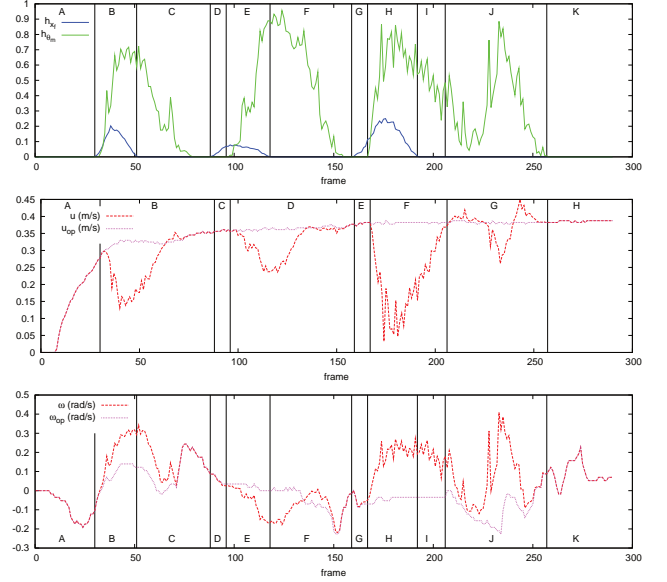 1
0.9
0.8
0.7
0.6
0.5
0.4
0.3
0.2
0.1
0
A B C D E F G H I J K
h_{x_f}
h_{θ_m}
0 50 100 150 200 250 300
frame
0.45
0.4
0.35
0.3
0.25
0.2
0.15
0.1
0.05
0
A B C D E F G H
u (m/s)
u_{op} (m/s)
0 50 100 150 200 250 300
frame
0.5
0.4
0.3
0.2
0.1
0
-0.1
-0.2
-0.3
ω (rad/s)
ω_{op} (rad/s)
A B C D E F G H I J K
0 50 100 150 200 250 300
frame